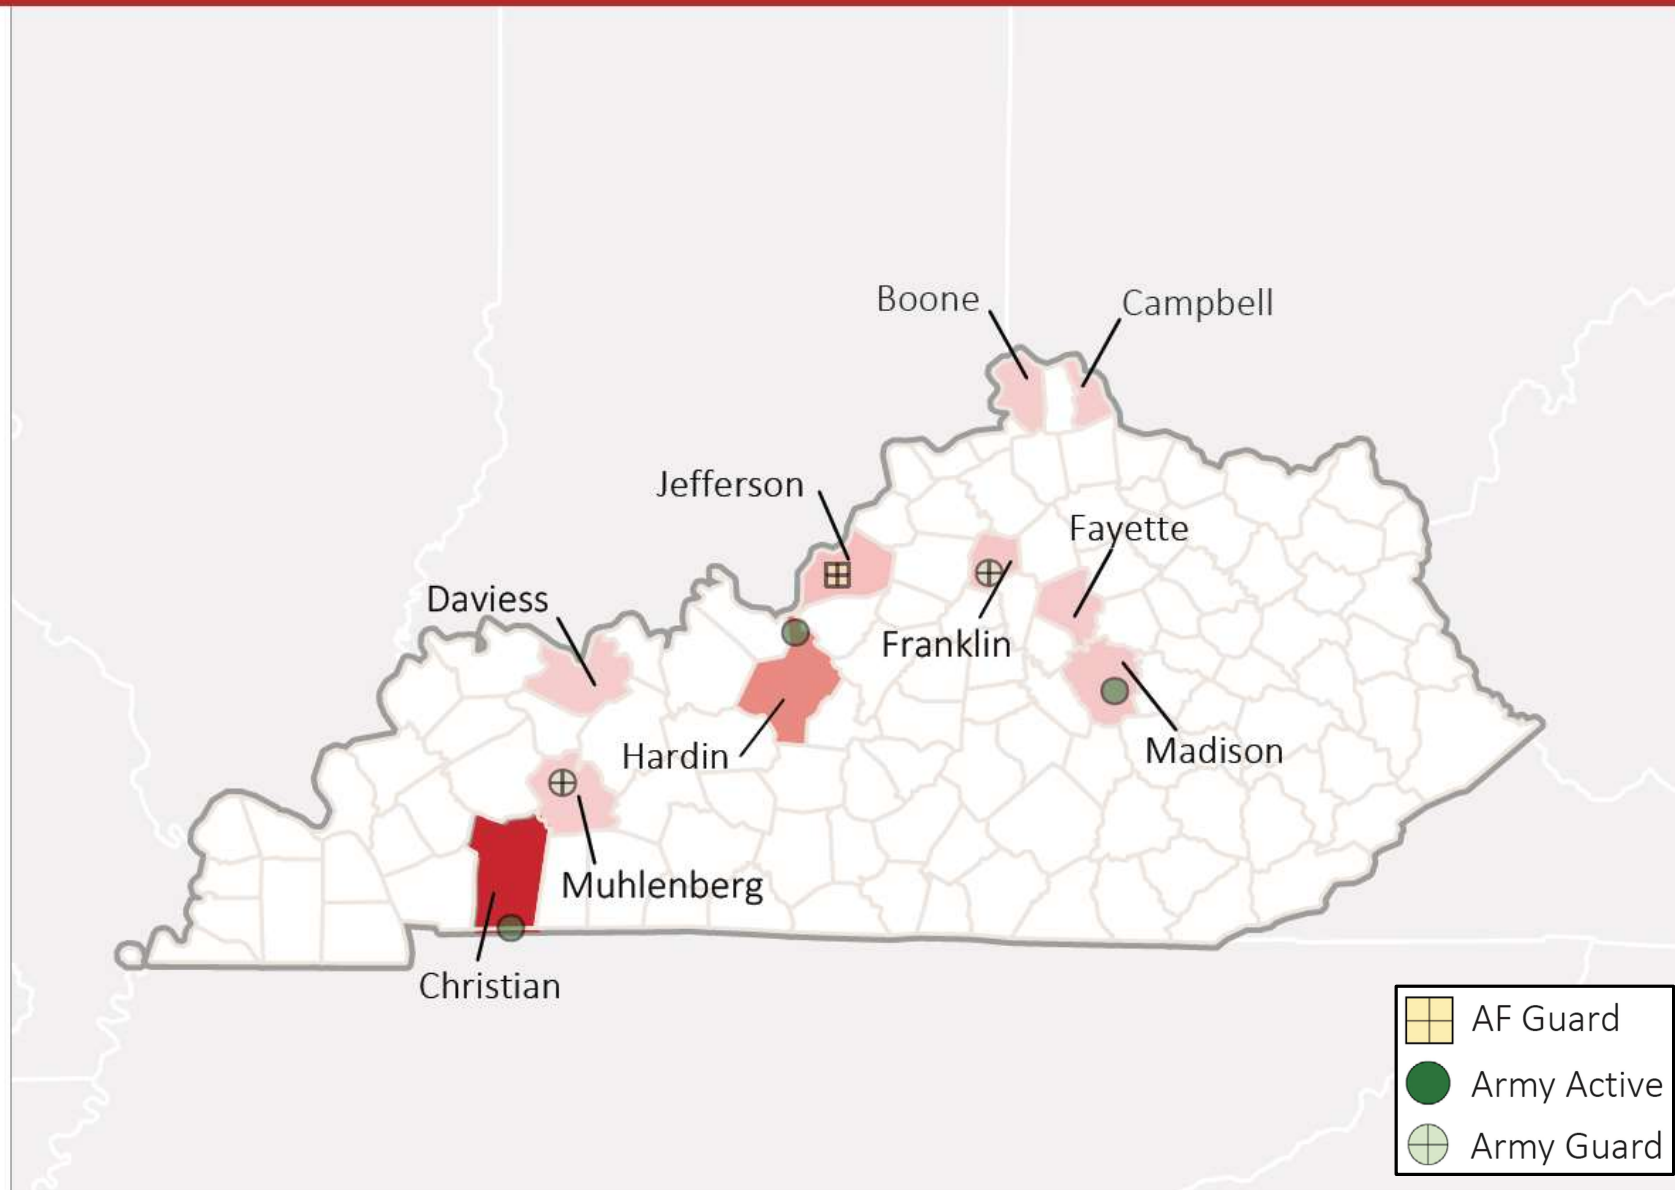 Boone
Campbell
Jefferson
Fayette
Daviess
Franklin
Hardin
Madison
Muhlenberg
Christian
AF Guard
Army Active
Army Guard